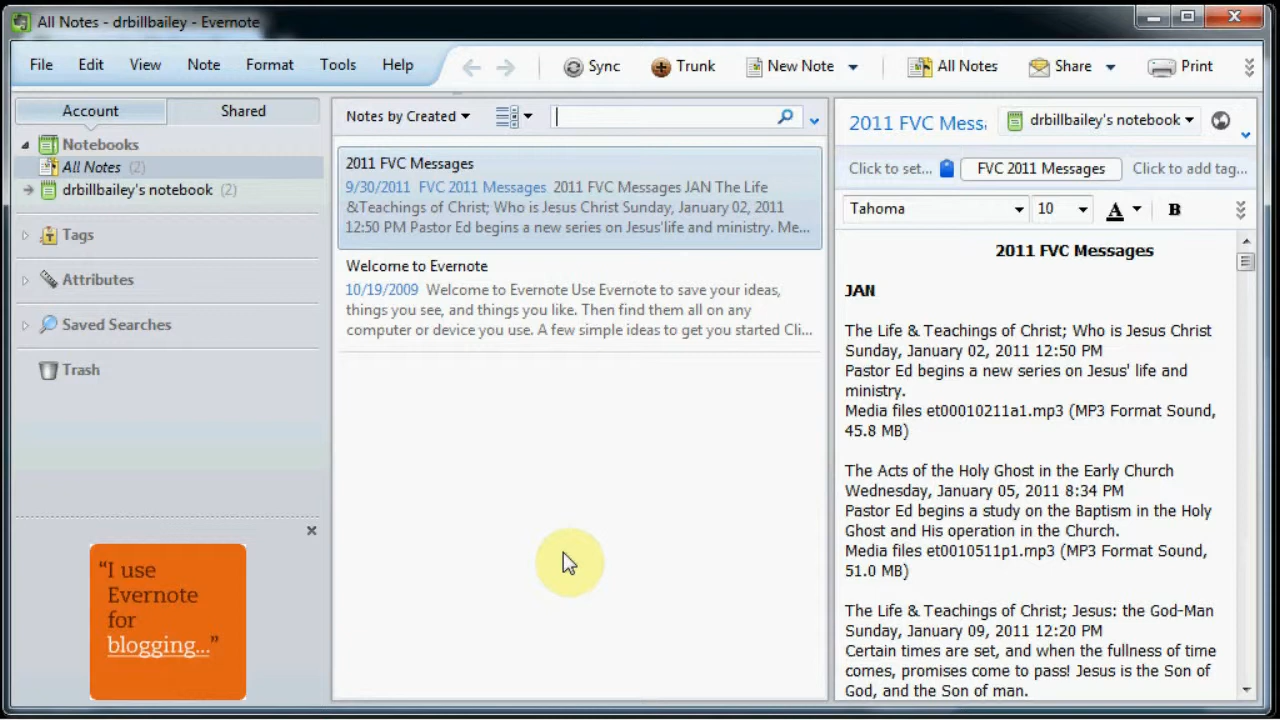 All Notes - drbillbailey - Evernote
File Edit View Note Format Tools Help
Sync Trunk New Note All Notes Share Print
Account Shared
Notebooks
All Notes (2)
drbillbailey's notebook (2)
Tags
Attributes
Saved Searches
Trash
“I use
Evernote
for
blogging...”
Notes by Created
2011 FVC Messages
9/30/2011 FVC 2011 Messages 2011 FVC Messages JAN The Life
&Teachings of Christ; Who is Jesus Christ Sunday, January 02, 2011
12:50 PM Pastor Ed begins a new series on Jesus'life and ministry. Me...
Welcome to Evernote
10/19/2009 Welcome to Evernote Use Evernote to save your ideas,
things you see, and things you like. Then find them all on any
computer or device you use. A few simple ideas to get you started Cli...
2011 FVC Mess drbillbailey's notebook
Click to set... FVC 2011 Messages Click to add tag...
Tahoma 10 A B
2011 FVC Messages
JAN
The Life & Teachings of Christ; Who is Jesus Christ
Sunday, January 02, 2011 12:50 PM
Pastor Ed begins a new series on Jesus' life and
ministry.
Media files et00010211a1.mp3 (MP3 Format Sound,
45.8 MB)
The Acts of the Holy Ghost in the Early Church
Wednesday, January 05, 2011 8:34 PM
Pastor Ed begins a study on the Baptism in the Holy
Ghost and His operation in the Church.
Media files et0010511p1.mp3 (MP3 Format Sound,
51.0 MB)
The Life & Teachings of Christ; Jesus: the God-Man
Sunday, January 09, 2011 12:20 PM
Certain times are set, and when the fullness of time
comes, promises come to pass! Jesus is the Son of
God, and the Son of man.